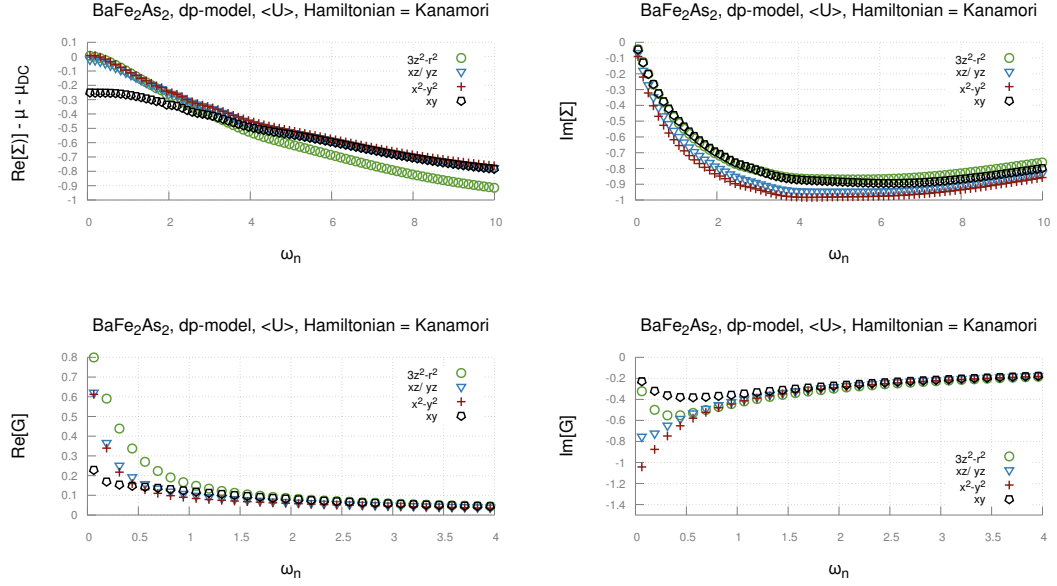 BaFe₂As₂, dp-model, <U>, Hamiltonian = Kanamori
Re[Σ)] - μ - μDC
0.1
0
-0.1
-0.2
-0.3
-0.4
-0.5
-0.6
-0.7
-0.8
-0.9
-1
0
2
4
6
8
10
ωn
3z²-r²
xz/ yz
x²-y²
xy
BaFe₂As₂, dp-model, <U>, Hamiltonian = Kanamori
Im[Σ]
0
-0.1
-0.2
-0.3
-0.4
-0.5
-0.6
-0.7
-0.8
-0.9
-1
0
2
4
6
8
10
ωn
3z²-r²
xz/ yz
x²-y²
xy
BaFe₂As₂, dp-model, <U>, Hamiltonian = Kanamori
Re[G]
0.8
0.7
0.6
0.5
0.4
0.3
0.2
0.1
0
0
0.5
1
1.5
2
2.5
3
3.5
4
ωn
3z²-r²
xz/ yz
x²-y²
xy
BaFe₂As₂, dp-model, <U>, Hamiltonian = Kanamori
Im[G]
0
-0.2
-0.4
-0.6
-0.8
-1
-1.2
-1.4
0
0.5
1
1.5
2
2.5
3
3.5
4
ωn
3z²-r²
xz/ yz
x²-y²
xy